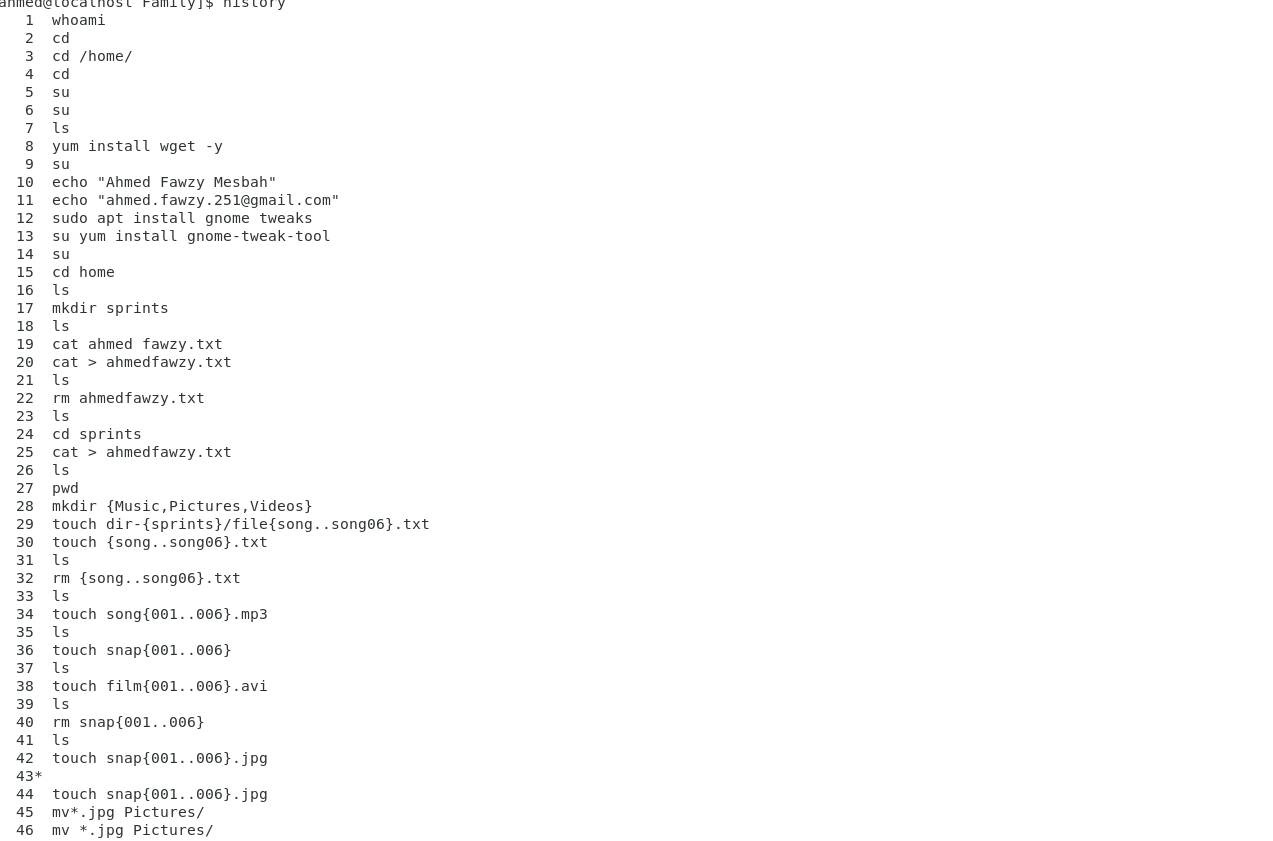 ahmed@localhost Family]$ history
1 whoami
2 cd
3 cd /home/
4 cd
5 su
6 su
7 ls
8 yum install wget -y
9 su
10 echo "Ahmed Fawzy Mesbah"
11 echo "ahmed.fawzy.251@gmail.com"
12 sudo apt install gnome tweaks
13 su yum install gnome-tweak-tool
14 su
15 cd home
16 ls
17 mkdir sprints
18 ls
19 cat ahmed fawzy.txt
20 cat > ahmedfawzy.txt
21 ls
22 rm ahmedfawzy.txt
23 ls
24 cd sprints
25 cat > ahmedfawzy.txt
26 ls
27 pwd
28 mkdir {Music,Pictures,Videos}
29 touch dir-{sprints}/file{song..song06}.txt
30 touch {song..song06}.txt
31 ls
32 rm {song..song06}.txt
33 ls
34 touch song{001..006}.mp3
35 ls
36 touch snap{001..006}
37 ls
38 touch film{001..006}.avi
39 ls
40 rm snap{001..006}
41 ls
42 touch snap{001..006}.jpg
43*
44 touch snap{001..006}.jpg
45 mv*.jpg Pictures/
46 mv *.jpg Pictures/